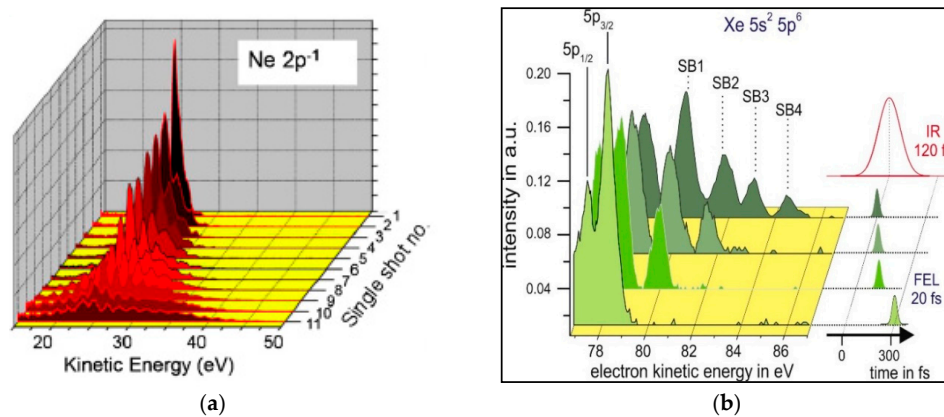 Ne 2p⁻¹
1
2
3
4
5
6
7
8
9
10
11
Single shot no.
20 30 40 50
Kinetic Energy (eV)
(a)
Xe 5s² 5p⁶
5p3/2
5p1/2
SB1
SB2
SB3
SB4
0.20
0.16
0.12
0.08
0.04
intensity in a.u.
78 80 82 84 86
electron kinetic energy in eV
IR
120 f
FEL
20 fs
0 300
time in fs
(b)